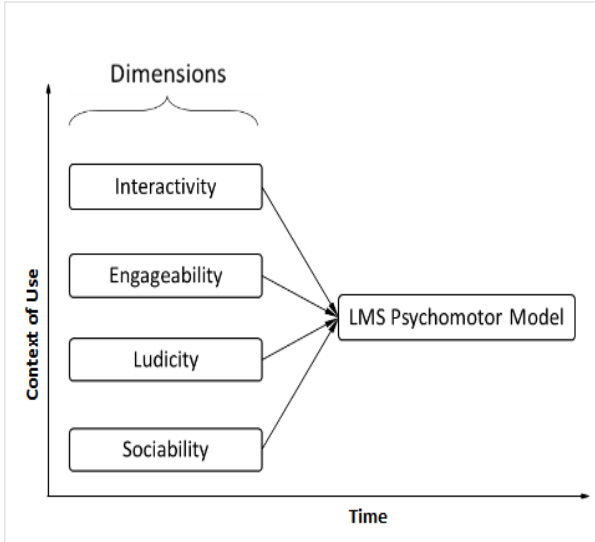 Dimensions
Interactivity
Engageability
LMS Psychomotor Model
Ludicity
Sociability
Context of Use
Time